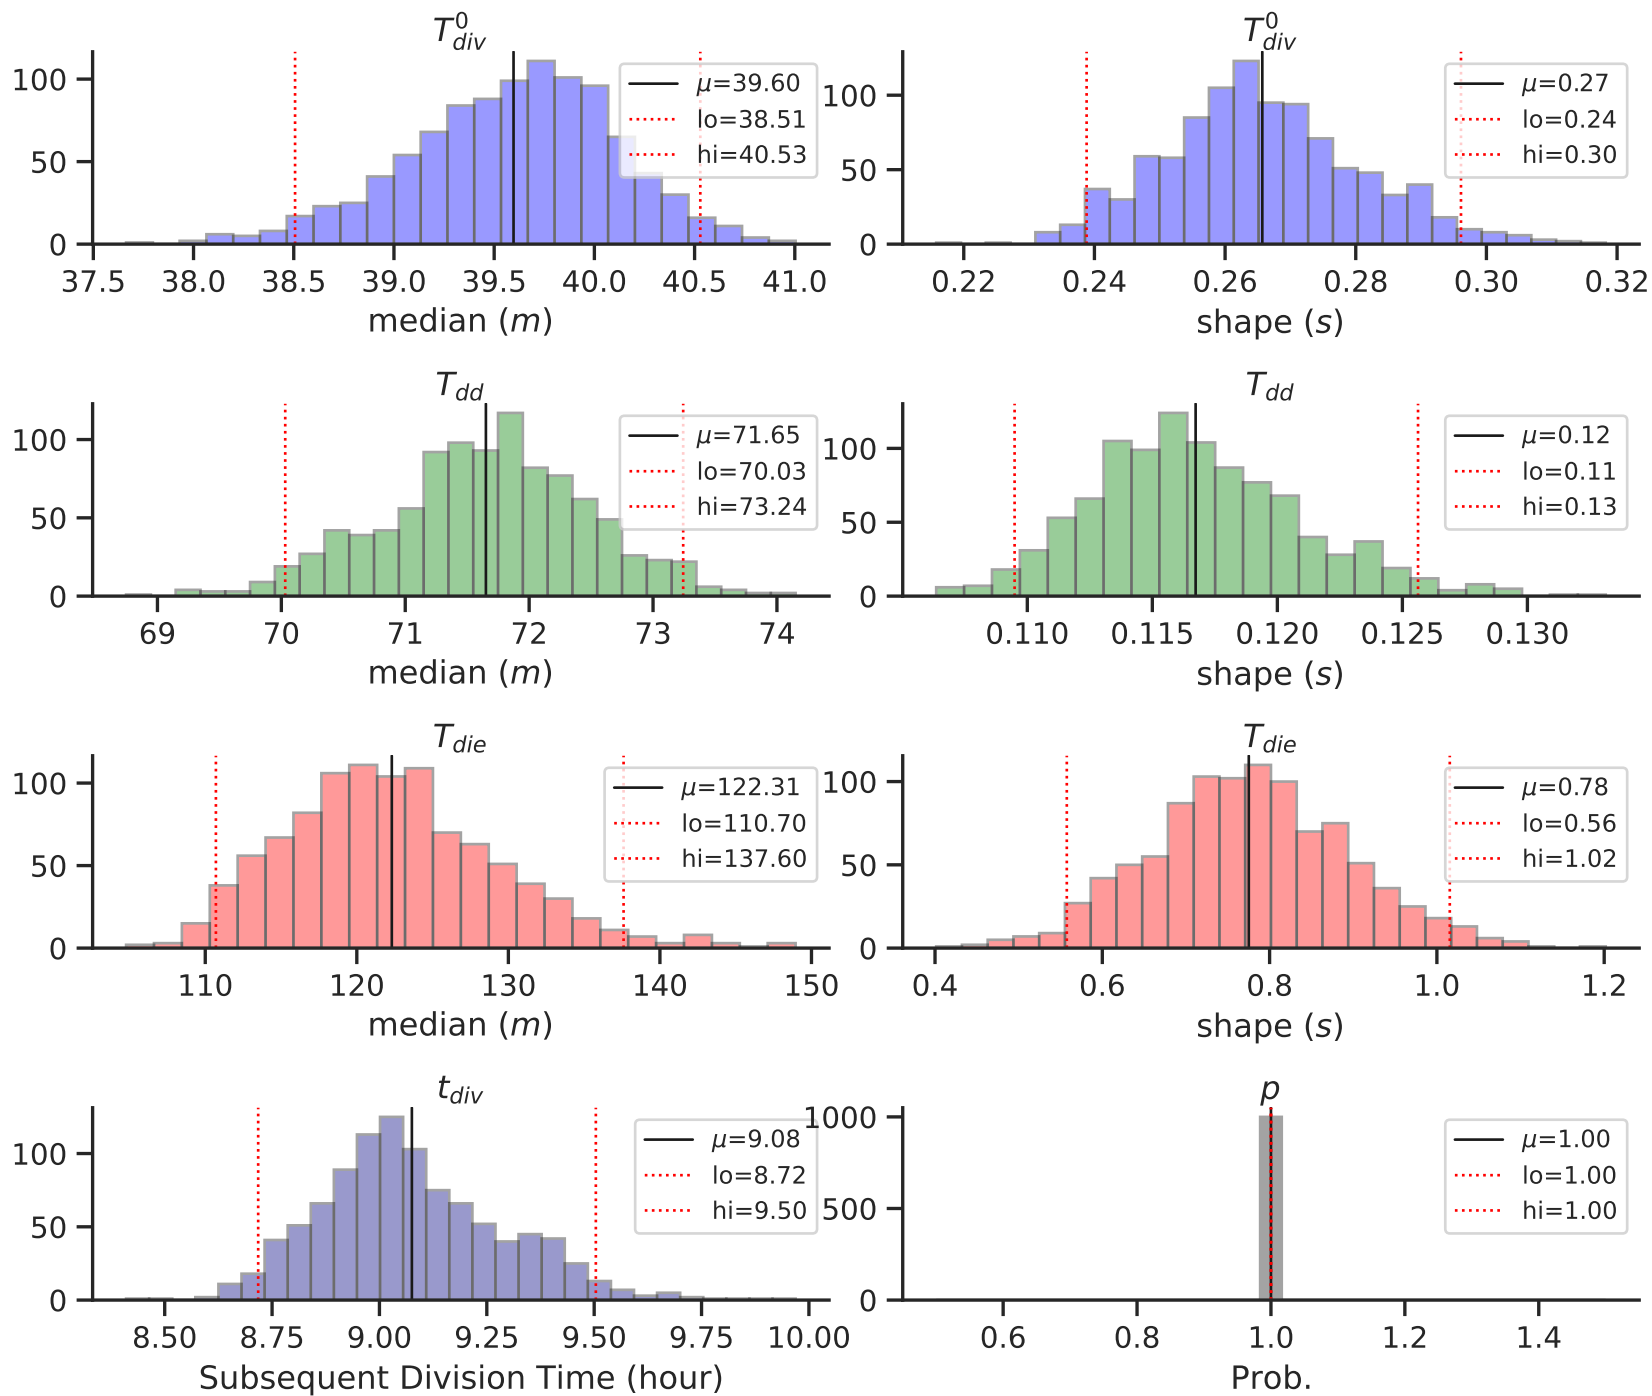 T⁰div
100
50
0
μ=39.60
lo=38.51
hi=40.53
37.5 38.0 38.5 39.0 39.5 40.0 40.5 41.0
median (m)
T⁰div
100
50
0
μ=0.27
lo=0.24
hi=0.30
0.22 0.24 0.26 0.28 0.30 0.32
shape (s)
Tdd
100
50
0
μ=71.65
lo=70.03
hi=73.24
69 70 71 72 73 74
median (m)
Tdd
100
50
0
μ=0.12
lo=0.11
hi=0.13
0.110 0.115 0.120 0.125 0.130
shape (s)
Tdie
100
50
0
μ=122.31
lo=110.70
hi=137.60
110 120 130 140 150
median (m)
Tdie
100
50
0
μ=0.78
lo=0.56
hi=1.02
0.4 0.6 0.8 1.0 1.2
shape (s)
tdiv
100
50
0
μ=9.08
lo=8.72
hi=9.50
8.50 8.75 9.00 9.25 9.50 9.75 10.00
Subsequent Division Time (hour)
p
1000
500
0
μ=1.00
lo=1.00
hi=1.00
0.6 0.8 1.0 1.2 1.4
Prob.